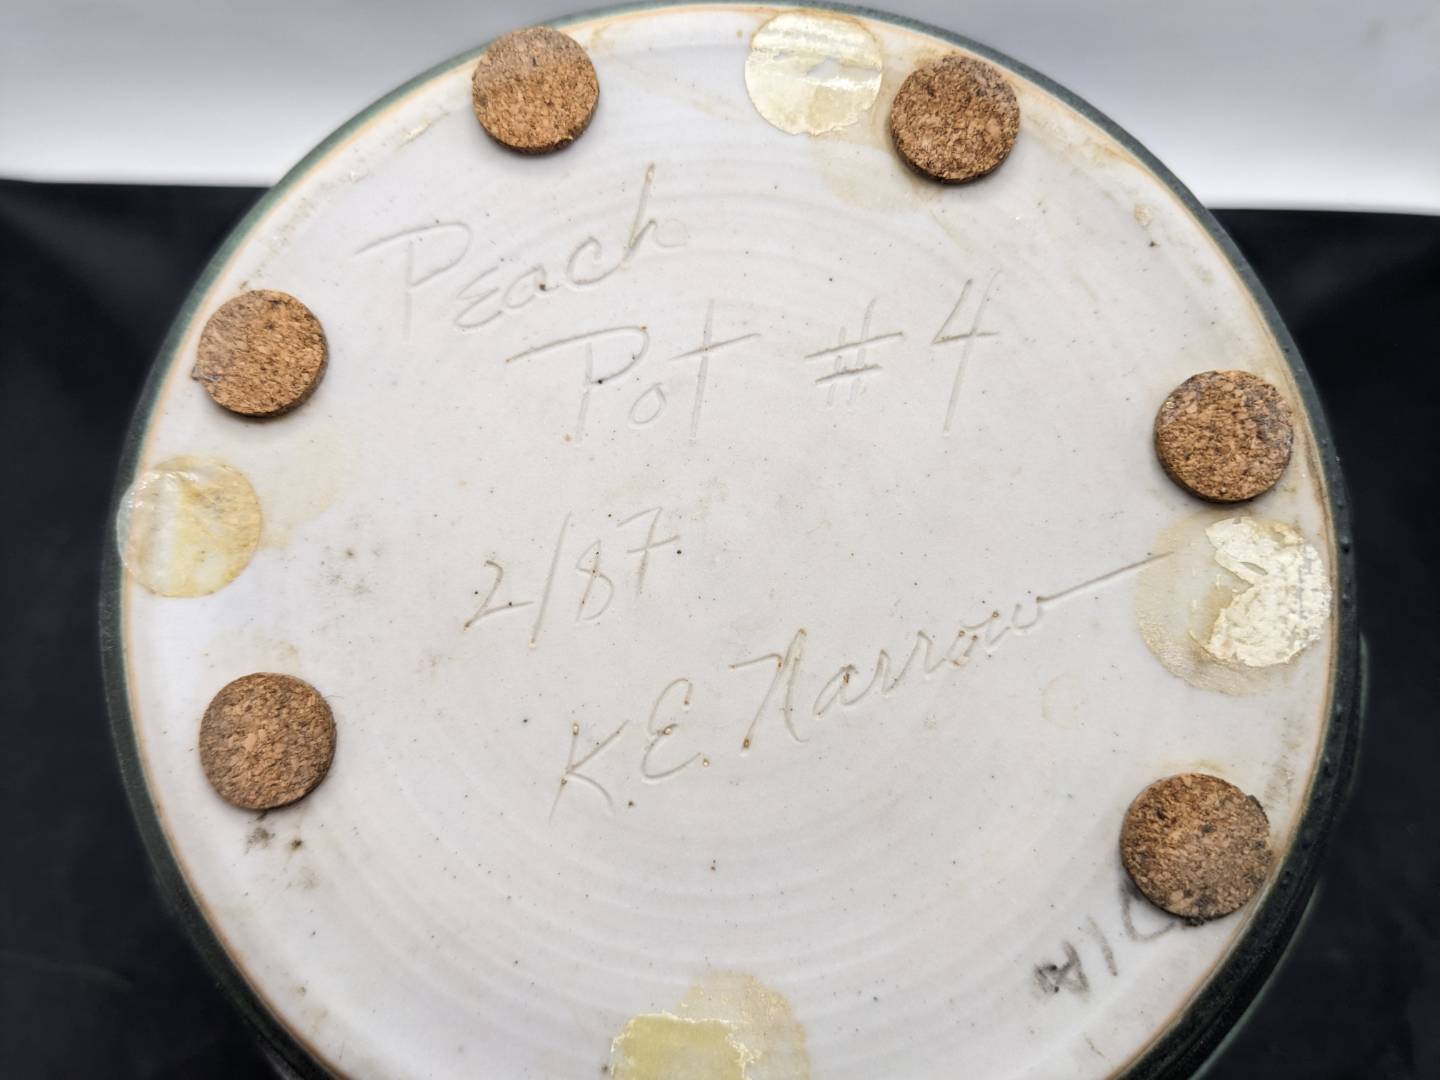 Peach
Pot #4
2/87
K.E. Narrow